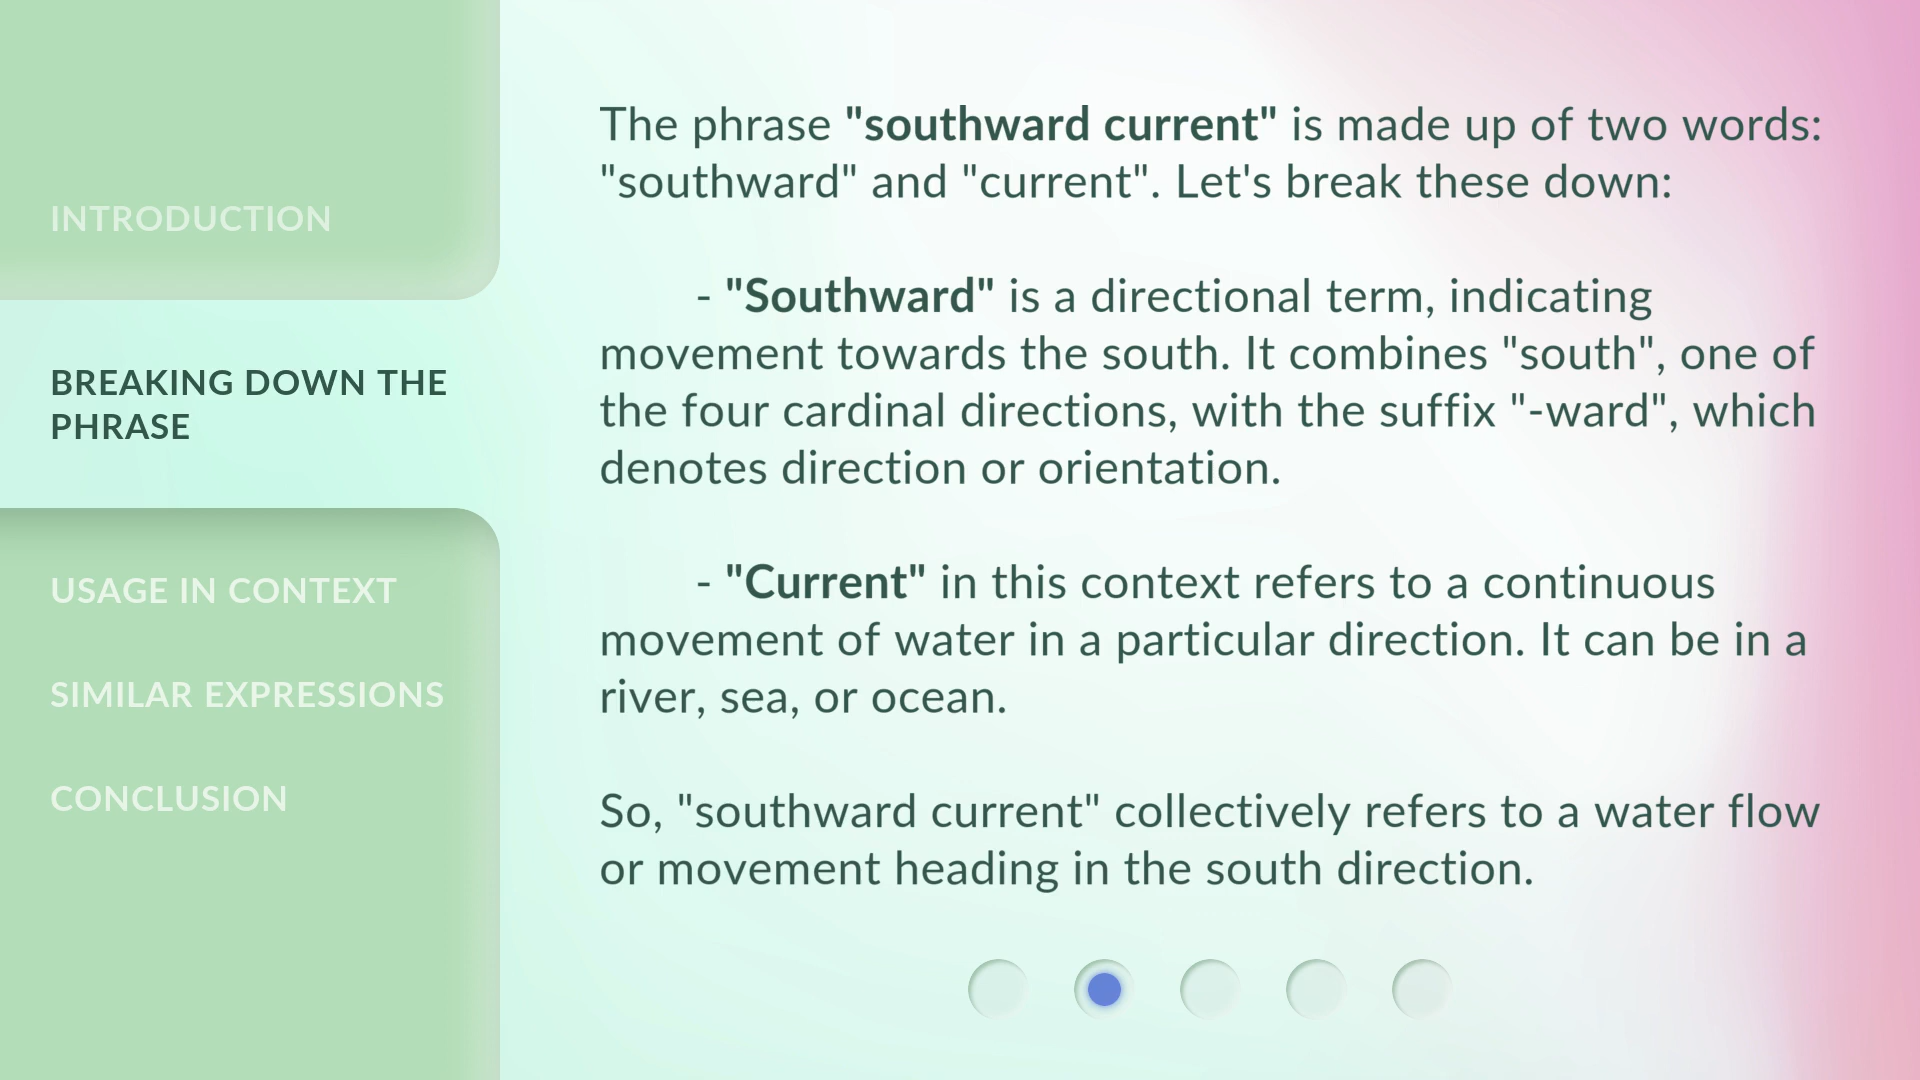 INTRODUCTION
BREAKING DOWN THE
PHRASE
USAGE IN CONTEXT
SIMILAR EXPRESSIONS
CONCLUSION
The phrase "southward current" is made up of two words:
"southward" and "current". Let's break these down:
- "Southward" is a directional term, indicating
movement towards the south. It combines "south", one of
the four cardinal directions, with the suffix "-ward", which
denotes direction or orientation.
- "Current" in this context refers to a continuous
movement of water in a particular direction. It can be in a
river, sea, or ocean.
So, "southward current" collectively refers to a water flow
or movement heading in the south direction.